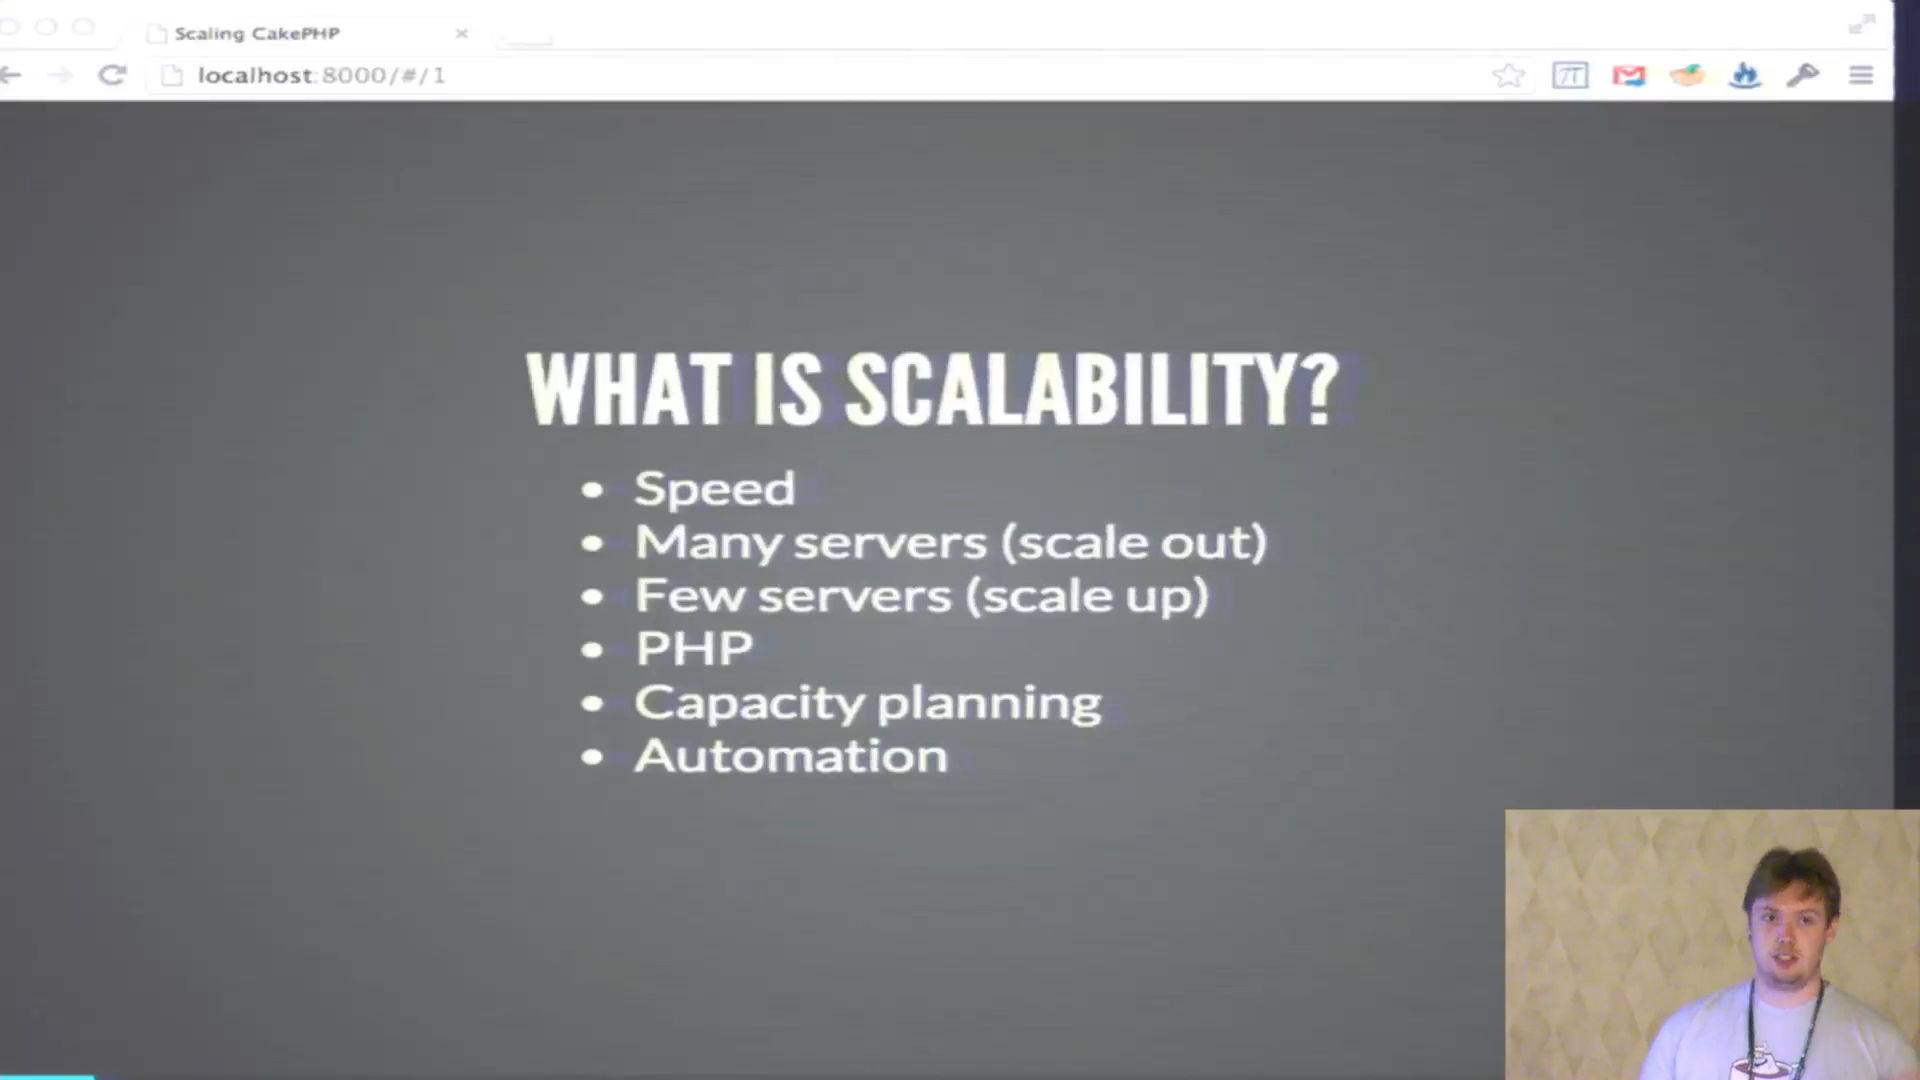 Scaling CakePHP
localhost:8000/#/1
WHAT IS SCALABILITY?
• Speed
• Many servers (scale out)
• Few servers (scale up)
• PHP
• Capacity planning
• Automation